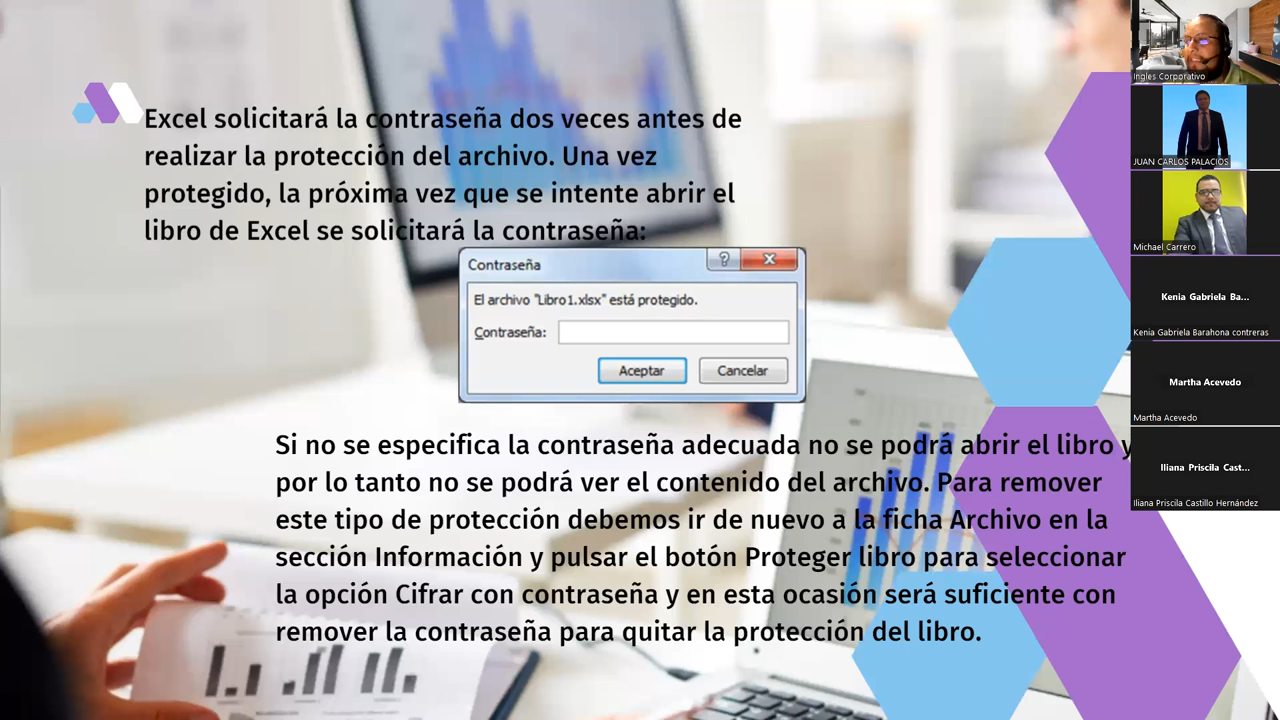 Excel solicitará la contraseña dos veces antes de
realizar la protección del archivo. Una vez
protegido, la próxima vez que se intente abrir el
libro de Excel se solicitará la contraseña:
Contraseña
?
El archivo "Libro1.xlsx" está protegido.
Contraseña:
Aceptar Cancelar
Si no se especifica la contraseña adecuada no se podrá abrir el libro y
por lo tanto no se podrá ver el contenido del archivo. Para remover
este tipo de protección debemos ir de nuevo a la ficha Archivo en la
sección Información y pulsar el botón Proteger libro para seleccionar
la opción Cifrar con contraseña y en esta ocasión será suficiente con
remover la contraseña para quitar la protección del libro.
Ingles Corporativo
JUAN CARLOS PALACIOS
Michael Carrero
Kenia Gabriela Ba...
Kenia Gabriela Barahona contreras
Martha Acevedo
Martha Acevedo
Iliana Priscila Cast...
Iliana Priscila Castillo Hernández